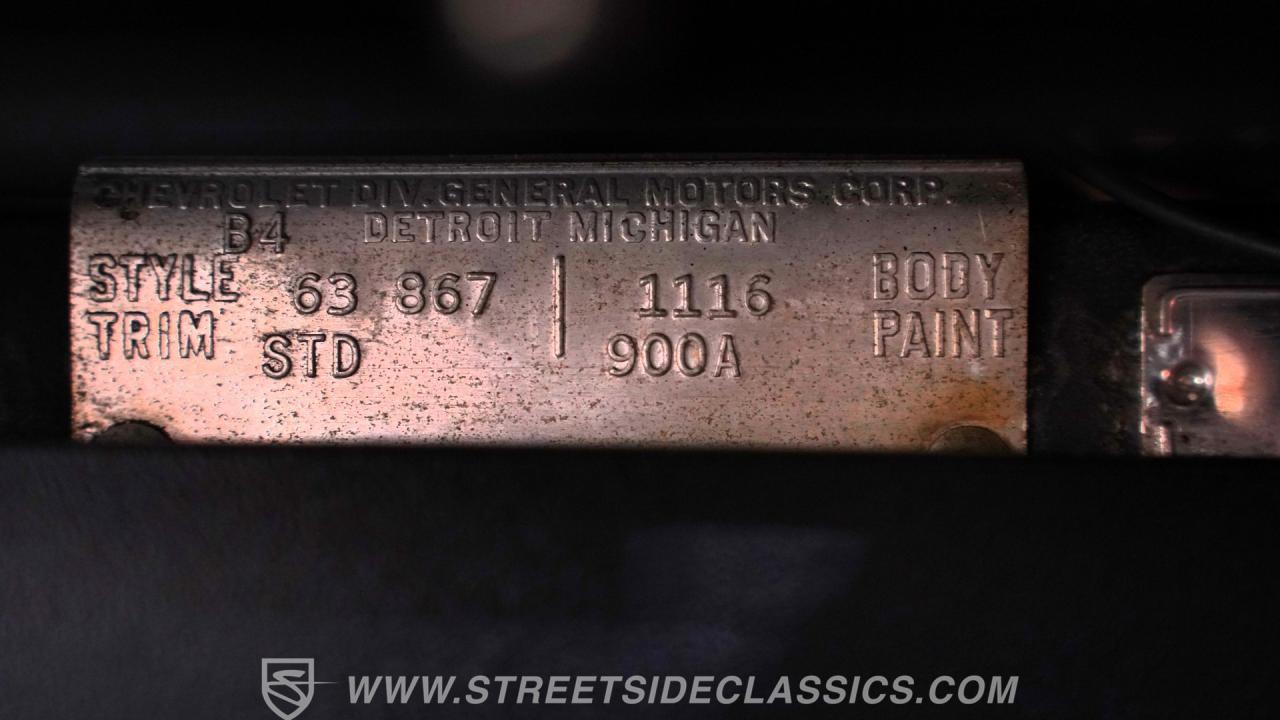 CHEVROLET DIV. GENERAL MOTORS CORP.
B4 DETROIT MICHIGAN
STYLE 63 867 | 1116 BODY
TRIM STD 900A PAINT
WWW.STREETSIDECLASSICS.COM